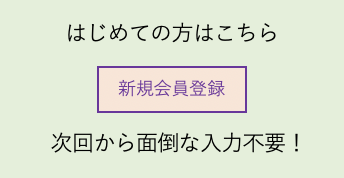 はじめての方はこちら
新規会員登録
次回から面倒な入力不要！